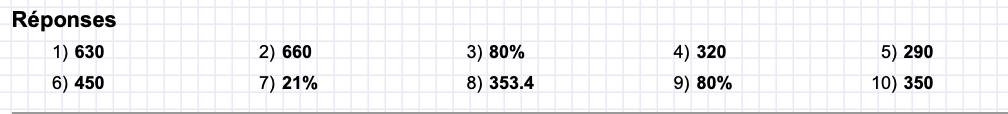 Réponses
1) 630 2) 660 3) 80% 4) 320 5) 290
6) 450 7) 21% 8) 353.4 9) 80% 10) 350